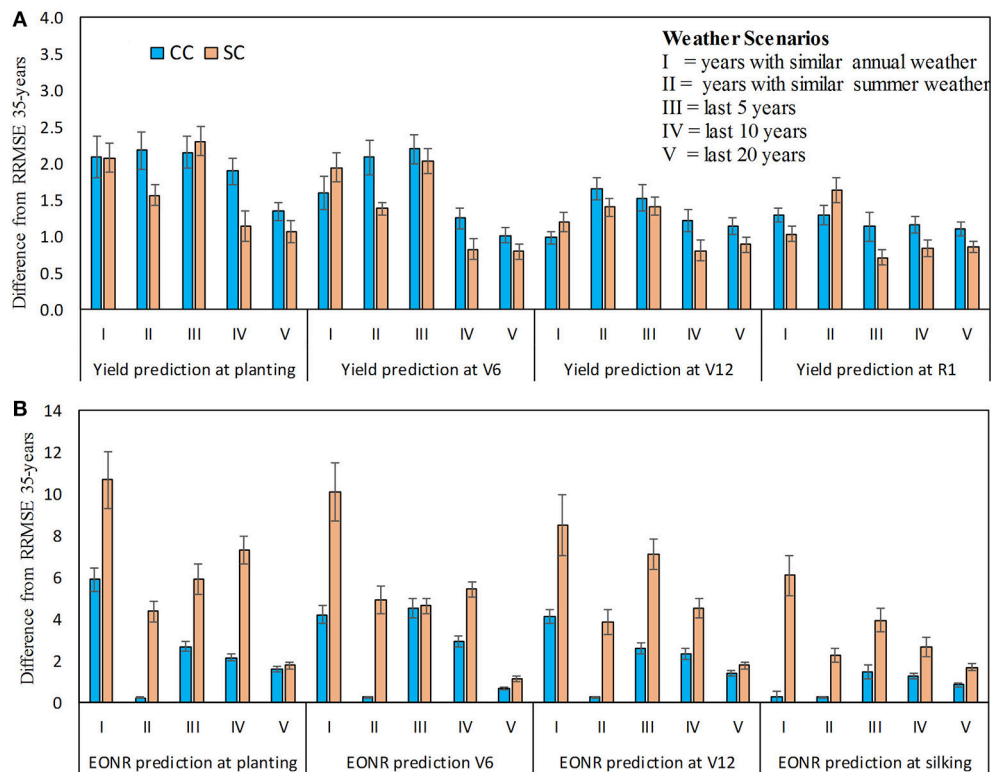 A
Difference from RRMSE 35-years
4.0
3.5
3.0
2.5
2.0
1.5
1.0
0.5
0.0
CC
SC
Weather Scenarios
I = years with similar annual weather
II = years with similar summer weather
III = last 5 years
IV = last 10 years
V = last 20 years
I II III IV V I II III IV V I II III IV V I II III IV V
Yield prediction at planting
Yield prediction at V6
Yield prediction at V12
Yield prediction at R1
B
Difference from RRMSE 35-years
14
12
10
8
6
4
2
0
I II III IV V I II III IV V I II III IV V I II III IV V
EONR prediction at planting
EONR prediction V6
EONR prediction at V12
EONR prediction at silking